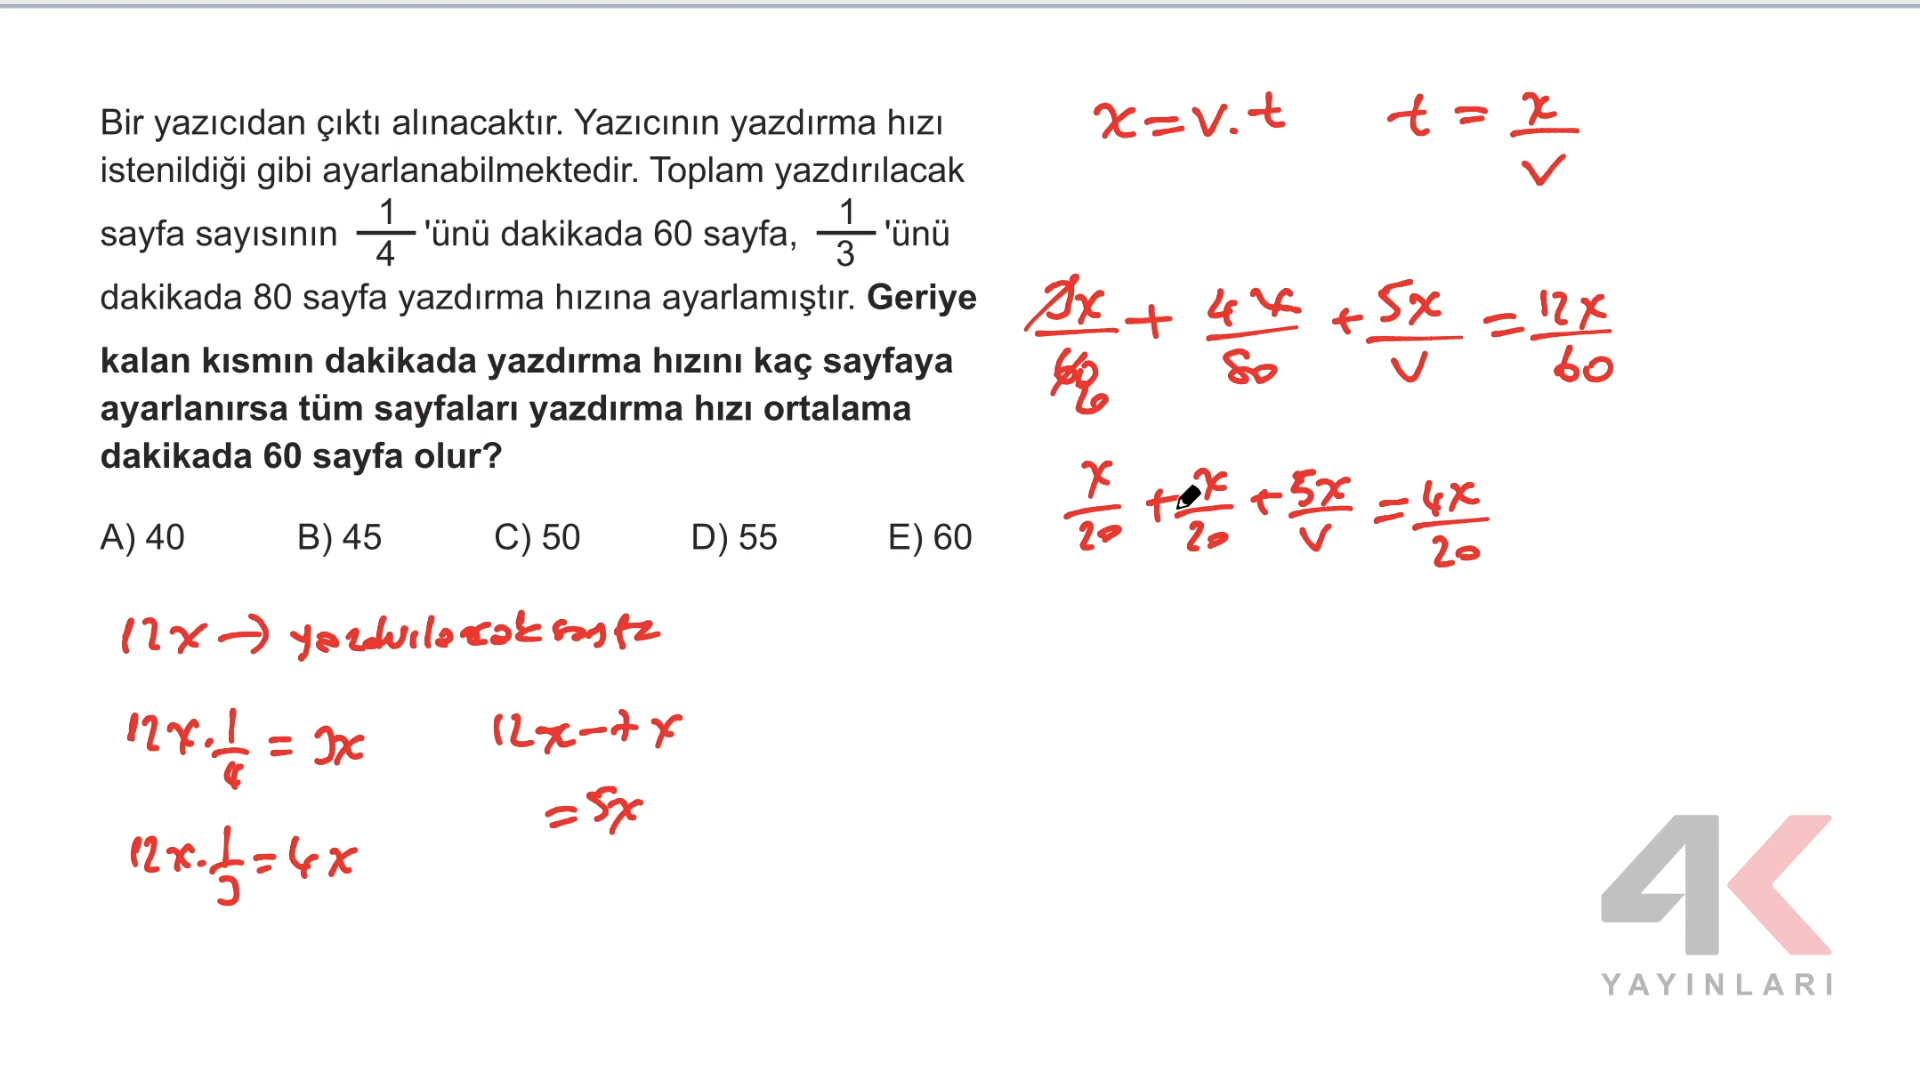 Bir yazıcıdan çıktı alınacaktır. Yazıcının yazdırma hızı
istenildiği gibi ayarlanabilmektedir. Toplam yazdırılacak
sayfa sayısının 1/4 'ünü dakikada 60 sayfa, 1/3 'ünü
dakikada 80 sayfa yazdırma hızına ayarlamıştır. Geriye
kalan kısmın dakikada yazdırma hızını kaç sayfaya
ayarlanırsa tüm sayfaları yazdırma hızı ortalama
dakikada 60 sayfa olur?
A) 40 B) 45 C) 50 D) 55 E) 60
12x → yazdırılacak sayfa
12x · 1/4 = 3x
12x · 1/3 = 4x
12x - 7x
= 5x
x = v.t t = x/v
3x/60 + 4x/80 + 5x/v = 12x/60
x/20 + x/20 + 5x/v = 4x/20
4K
YAYINLARI